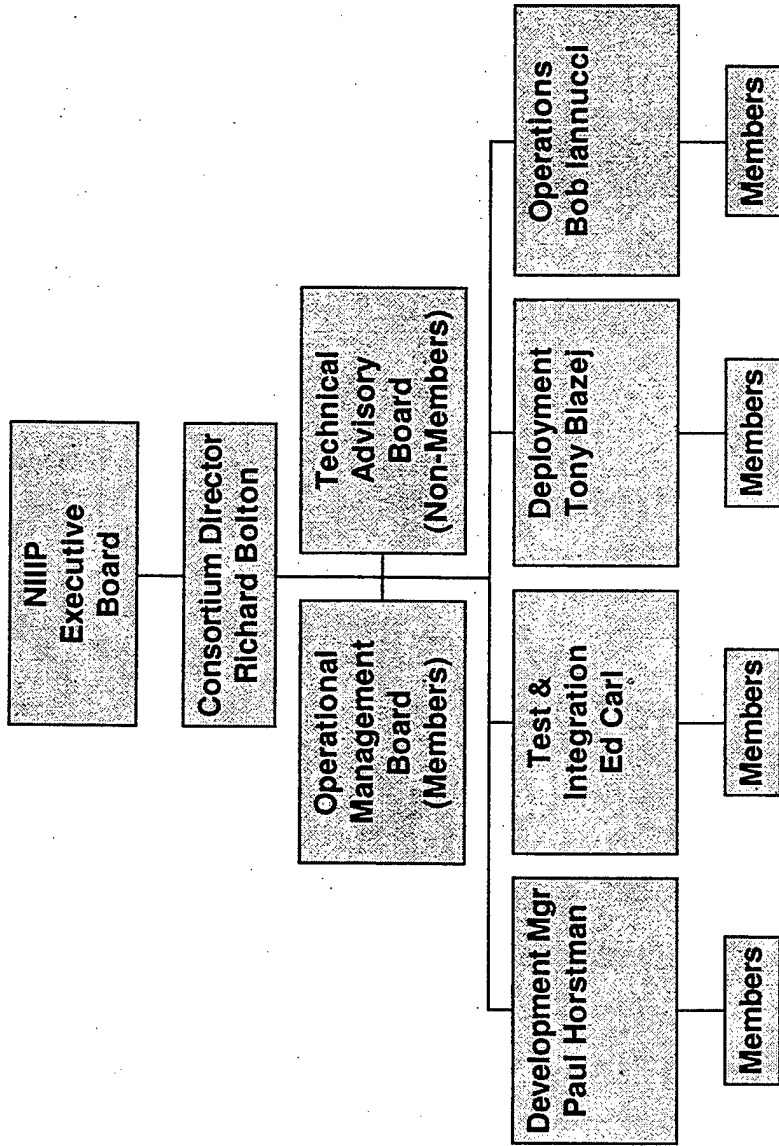 NIIIP
Executive
Board
Consortium Director
Richard Bolton
Operational
Management
Board
(Members)
Technical
Advisory
Board
(Non-Members)
Development Mgr
Paul Horstman
Test &
Integration
Ed Carl
Deployment
Tony Blazej
Operations
Bob Iannucci
Members
Members
Members
Members